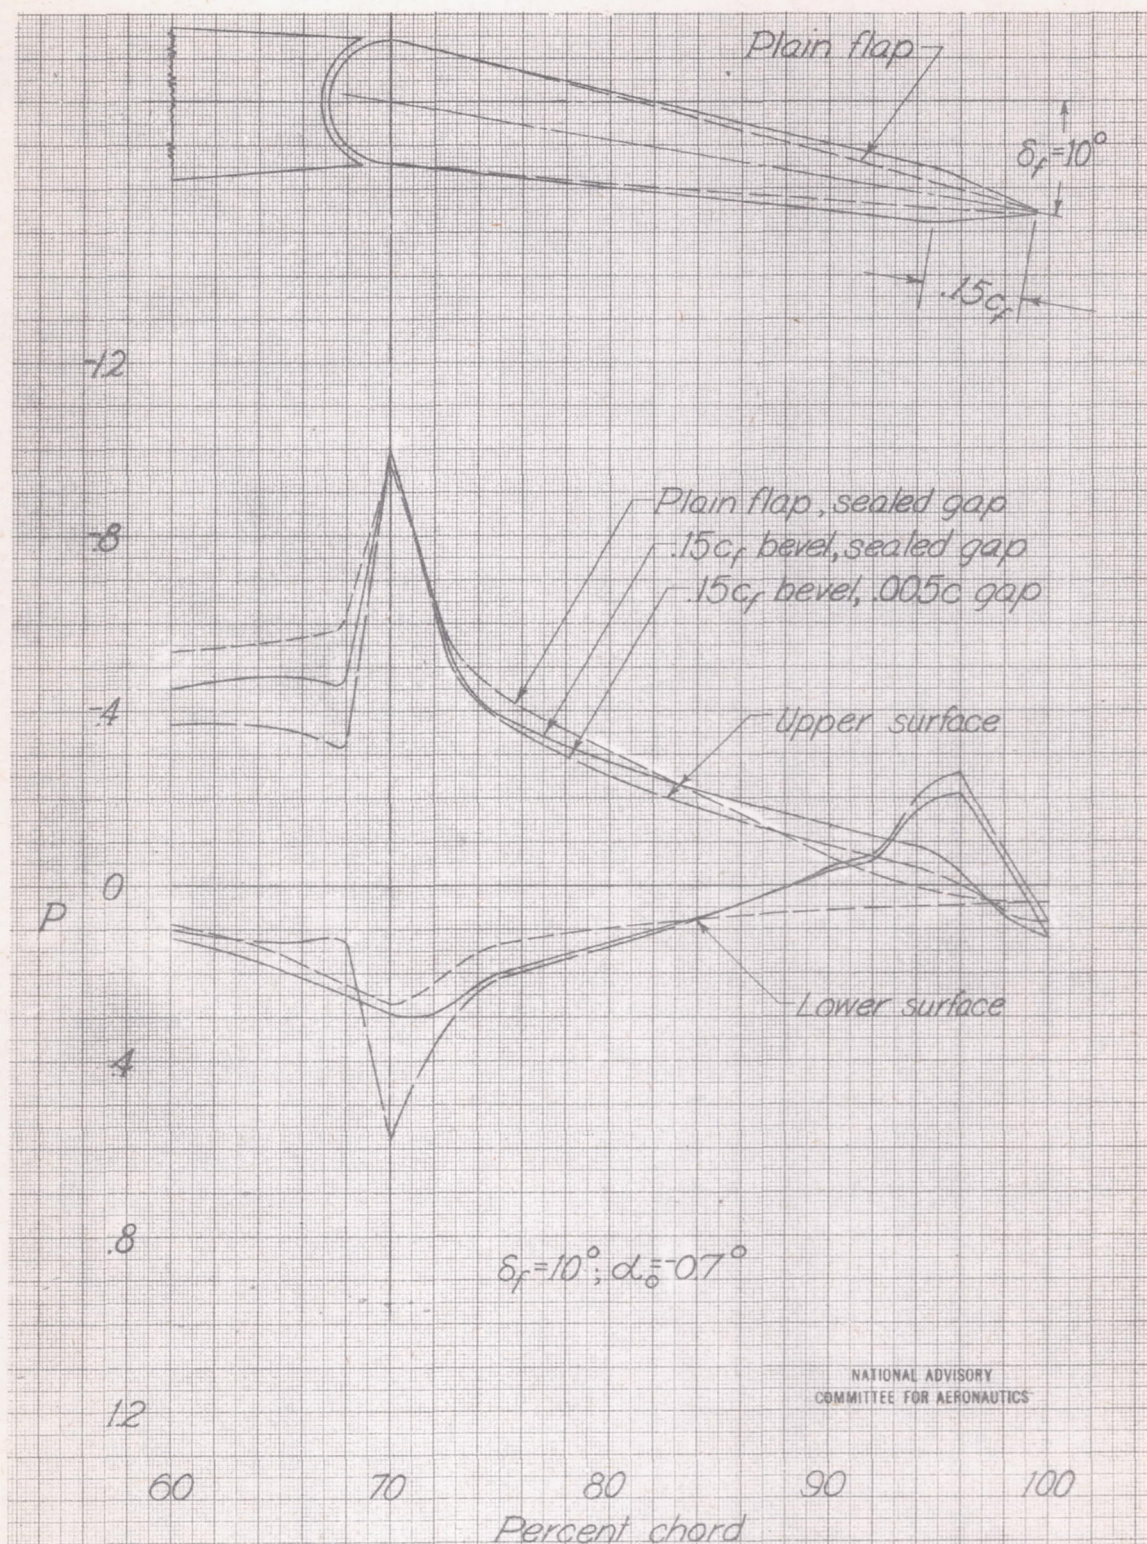 Plain flap
δf=10°
.15cf
-1.2
-.8
Plain flap, sealed gap
.15cf bevel, sealed gap
.15cf bevel, .005c gap
-.4
Upper surface
0
P
Lower surface
.4
.8
δf=10°; α₀=-0.7°
NATIONAL ADVISORY
COMMITTEE FOR AERONAUTICS
1.2
60 70 80 90 100
Percent chord